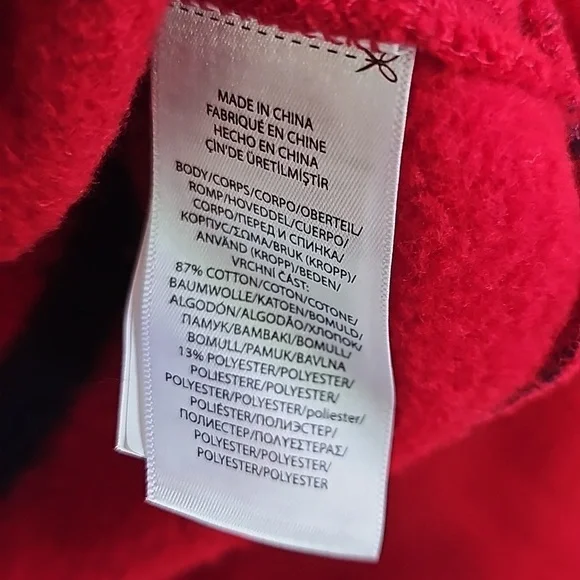 MADE IN CHINA
FABRIQUÉ EN CHINE
HECHO EN CHINA
ÇİN'DE ÜRETİLMİŞTİR
BODY/CORPS/CORPO/OBERTEIL/
ROMP/HOVEDDEL/CUERPO/
CORPO/ПЕРЕД И СПИНКА/
КОРПУС/ΣΩΜΑ/BRUK (KROPP)/
ANVÄND (KROPP)/BEDEN/
VRCHNÍ ČÁST:
87% COTTON/COTON/COTONE/
BAUMWOLLE/KATOEN/BOMULD/
ALGODÓN/ALGODÃO/ХЛОПОК/
ПАМУК/ΒΑΜΒΑΚΙ/BOMULL/
BOMULL/PAMUK/BAVLNA
13% POLYESTER/POLYESTER/
POLIESTERE/POLYESTER/
POLYESTER/POLYESTER/poliester/
POLIÉSTER/ПОЛИЭСТЕР/
ПОЛИЕСТЕР/ΠΟΛΥΕΣΤΕΡΑΣ/
POLYESTER/POLYESTER/
POLYESTER/POLYESTER